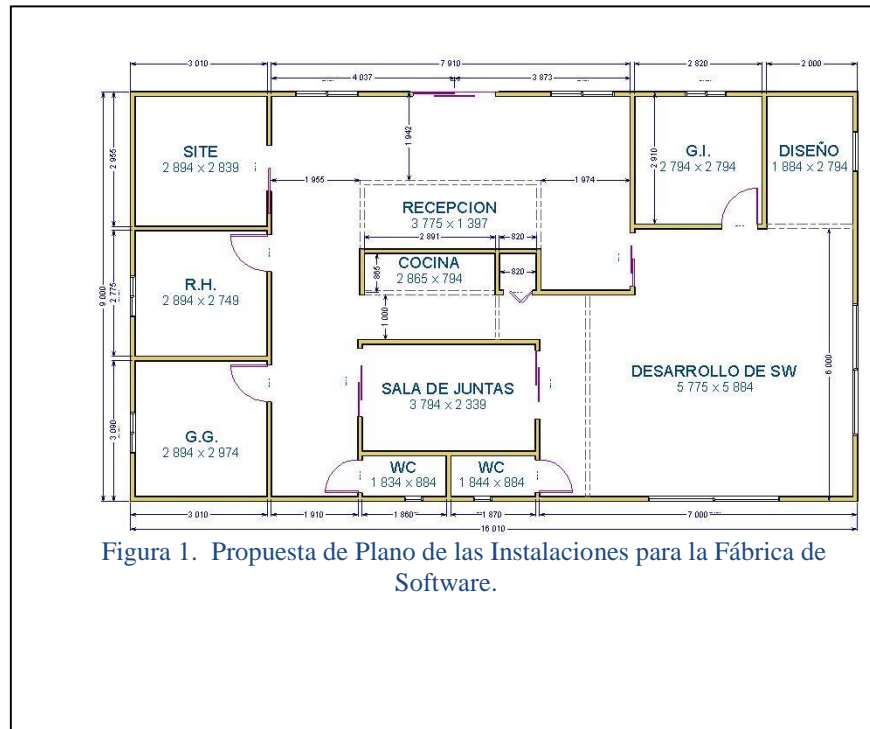 3 010
7 910
2 820
2 000
4 037
3 873
1 942
2 955
2 910
SITE
2 894 x 2 839
G.I.
2 794 x 2 794
DISEÑO
1 884 x 2 794
1 955
1 974
RECEPCION
3 775 x 1 397
2 891
820
COCINA
2 865 x 794
865
820
9 000
2 775
R.H.
2 894 x 2 749
1 000
6 000
DESARROLLO DE SW
5 775 x 5 884
SALA DE JUNTAS
3 794 x 2 339
3 090
G.G.
2 894 x 2 974
WC
1 834 x 884
WC
1 844 x 884
3 010
1 910
1 860
1 870
7 000
16 010
Figura 1. Propuesta de Plano de las Instalaciones para la Fábrica de
Software.